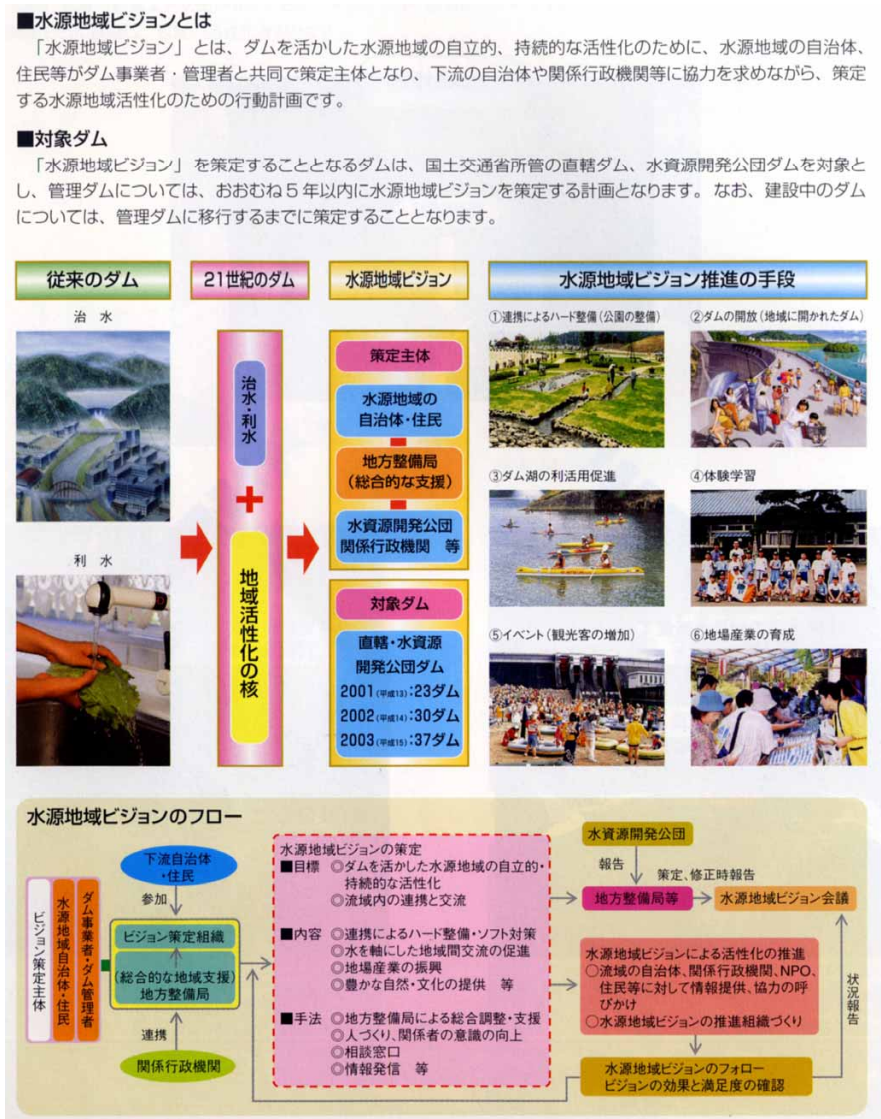 ■水源地域ビジョンとは
「水源地域ビジョン」とは、ダムを活かした水源地域の自立的、持続的な活性化のために、水源地域の自治体、
住民等がダム事業者・管理者と共同で策定主体となり、下流の自治体や関係行政機関等に協力を求めながら、策定
する水源地域活性化のための行動計画です。
■対象ダム
「水源地域ビジョン」を策定することとなるダムは、国土交通省所管の直轄ダム、水資源開発公団ダムを対象と
し、管理ダムについては、おおむね5年以内に水源地域ビジョンを策定する計画となります。なお、建設中のダム
については、管理ダムに移行するまでに策定することとなります。
従来のダム
治 水
利 水
21世紀のダム
治水・利水
+
地域活性化の核
水源地域ビジョン
策定主体
水源地域の
自治体・住民
地方整備局
(総合的な支援)
水資源開発公団
関係行政機関 等
対象ダム
直轄・水資源
開発公団ダム
2001(平成13):23ダム
2002(平成14):30ダム
2003(平成15):37ダム
水源地域ビジョン推進の手段
①連携によるハード整備(公園の整備)
②ダムの開放(地域に開かれたダム)
③ダム湖の利活用促進
④体験学習
⑤イベント(観光客の増加)
⑥地場産業の育成
水源地域ビジョンのフロー
ビジョン策定主体
水源地域自治体・住民
ダム事業者・ダム管理者
下流自治体
・住民
参加
ビジョン策定組織
(総合的な地域支援)
地方整備局
連携
関係行政機関
水源地域ビジョンの策定
■目標 ◎ダムを活かした水源地域の自立的・
持続的な活性化
◎流域内の連携と交流
■内容 ◎連携によるハード整備・ソフト対策
◎水を軸にした地域間交流の促進
◎地場産業の振興
◎豊かな自然・文化の提供 等
■手法 ◎地方整備局による総合調整・支援
◎人づくり、関係者の意識の向上
◎相談窓口
◎情報発信 等
水資源開発公団
報告
策定、修正時報告
地方整備局等
水源地域ビジョン会議
水源地域ビジョンによる活性化の推進
○流域の自治体、関係行政機関、NPO、
住民等に対して情報提供、協力の呼
びかけ
○水源地域ビジョンの推進組織づくり
状況報告
水源地域ビジョンのフォロー
ビジョンの効果と満足度の確認